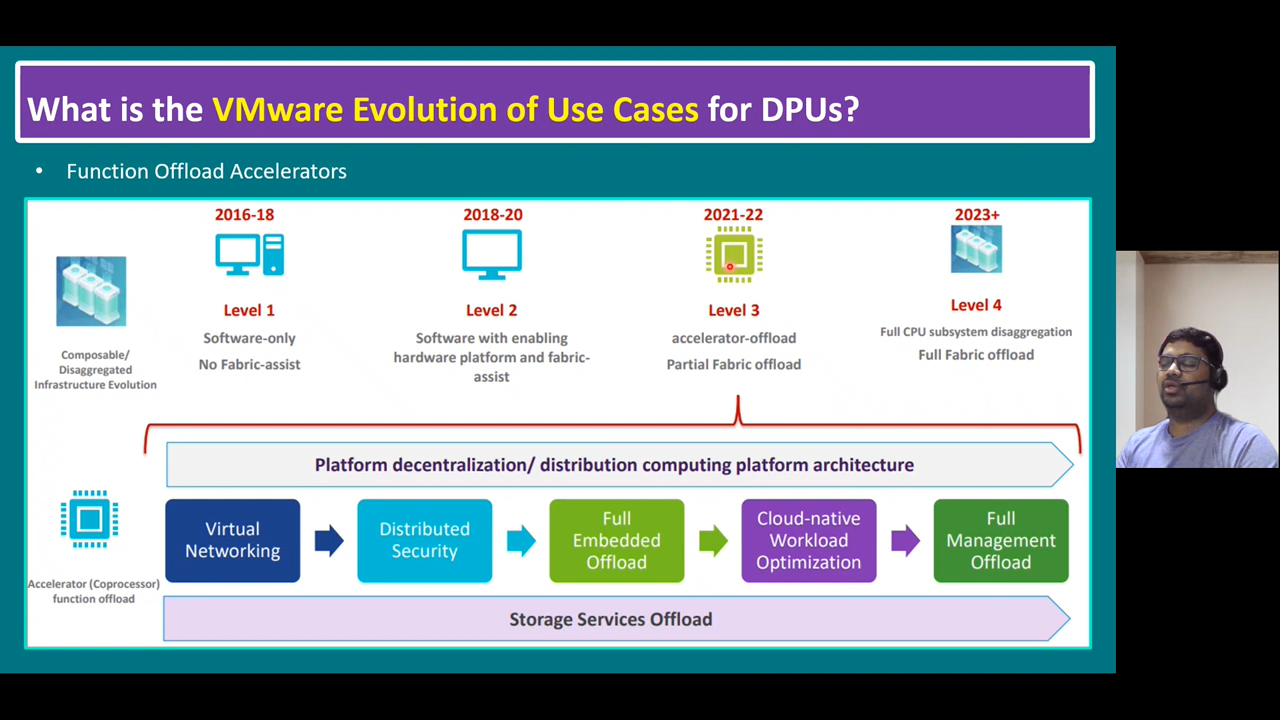 What is the VMware Evolution of Use Cases for DPUs?
• Function Offload Accelerators
2016-18
2018-20
2021-22
2023+
Level 1
Level 2
Level 3
Level 4
Software-only
No Fabric-assist
Software with enabling
hardware platform and fabric-
assist
accelerator-offload
Partial Fabric offload
Full CPU subsystem disaggregation
Full Fabric offload
Composable/
Disaggregated
Infrastructure Evolution
Platform decentralization/ distribution computing platform architecture
Virtual
Networking
Distributed
Security
Full
Embedded
Offload
Cloud-native
Workload
Optimization
Full
Management
Offload
Accelerator (Coprocessor)
function offload
Storage Services Offload